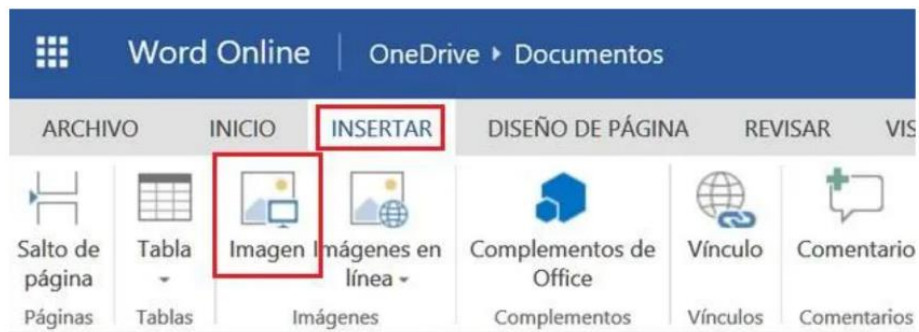 Word Online | OneDrive ▸ Documentos
ARCHIVO INICIO INSERTAR DISEÑO DE PÁGINA REVISAR VIS
Salto de página
Tabla
Imagen
Imágenes en línea
Complementos de Office
Vínculo
Comentario
Páginas Tablas Imágenes Complementos Vínculos Comentarios